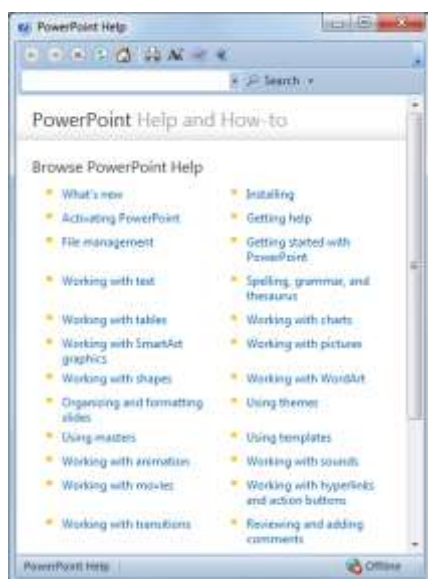 PowerPoint Help
Search
PowerPoint Help and How-to
Browse PowerPoint Help
What's new
Installing
Activating PowerPoint
Getting help
File management
Getting started with
PowerPoint
Working with text
Spelling, grammar, and
thesaurus
Working with tables
Working with charts
Working with SmartArt
graphics
Working with pictures
Working with shapes
Working with WordArt
Organizing and formatting
slides
Using themes
Using masters
Using templates
Working with animation
Working with sounds
Working with movies
Working with hyperlinks
and action buttons
Working with transitions
Reviewing and adding
comments
PowerPoint Help
Offline